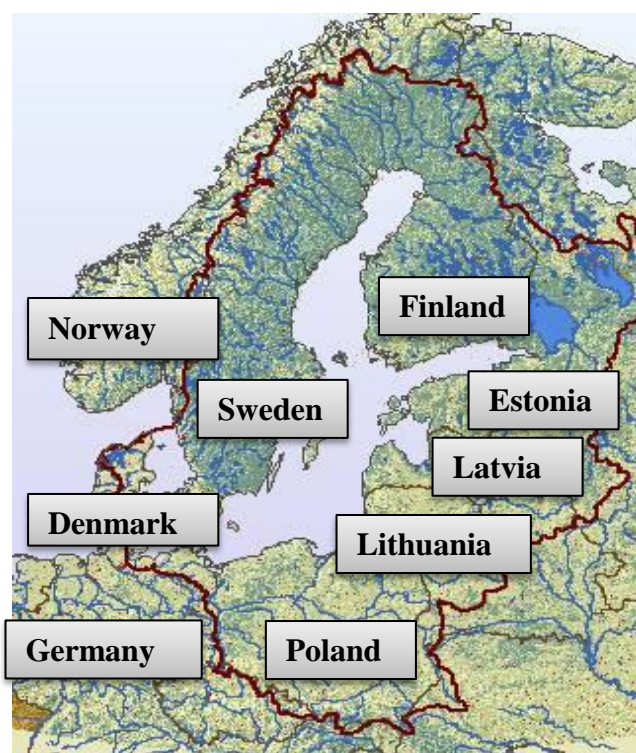 Finland
Norway
Estonia
Sweden
Latvia
Denmark
Lithuania
Germany
Poland